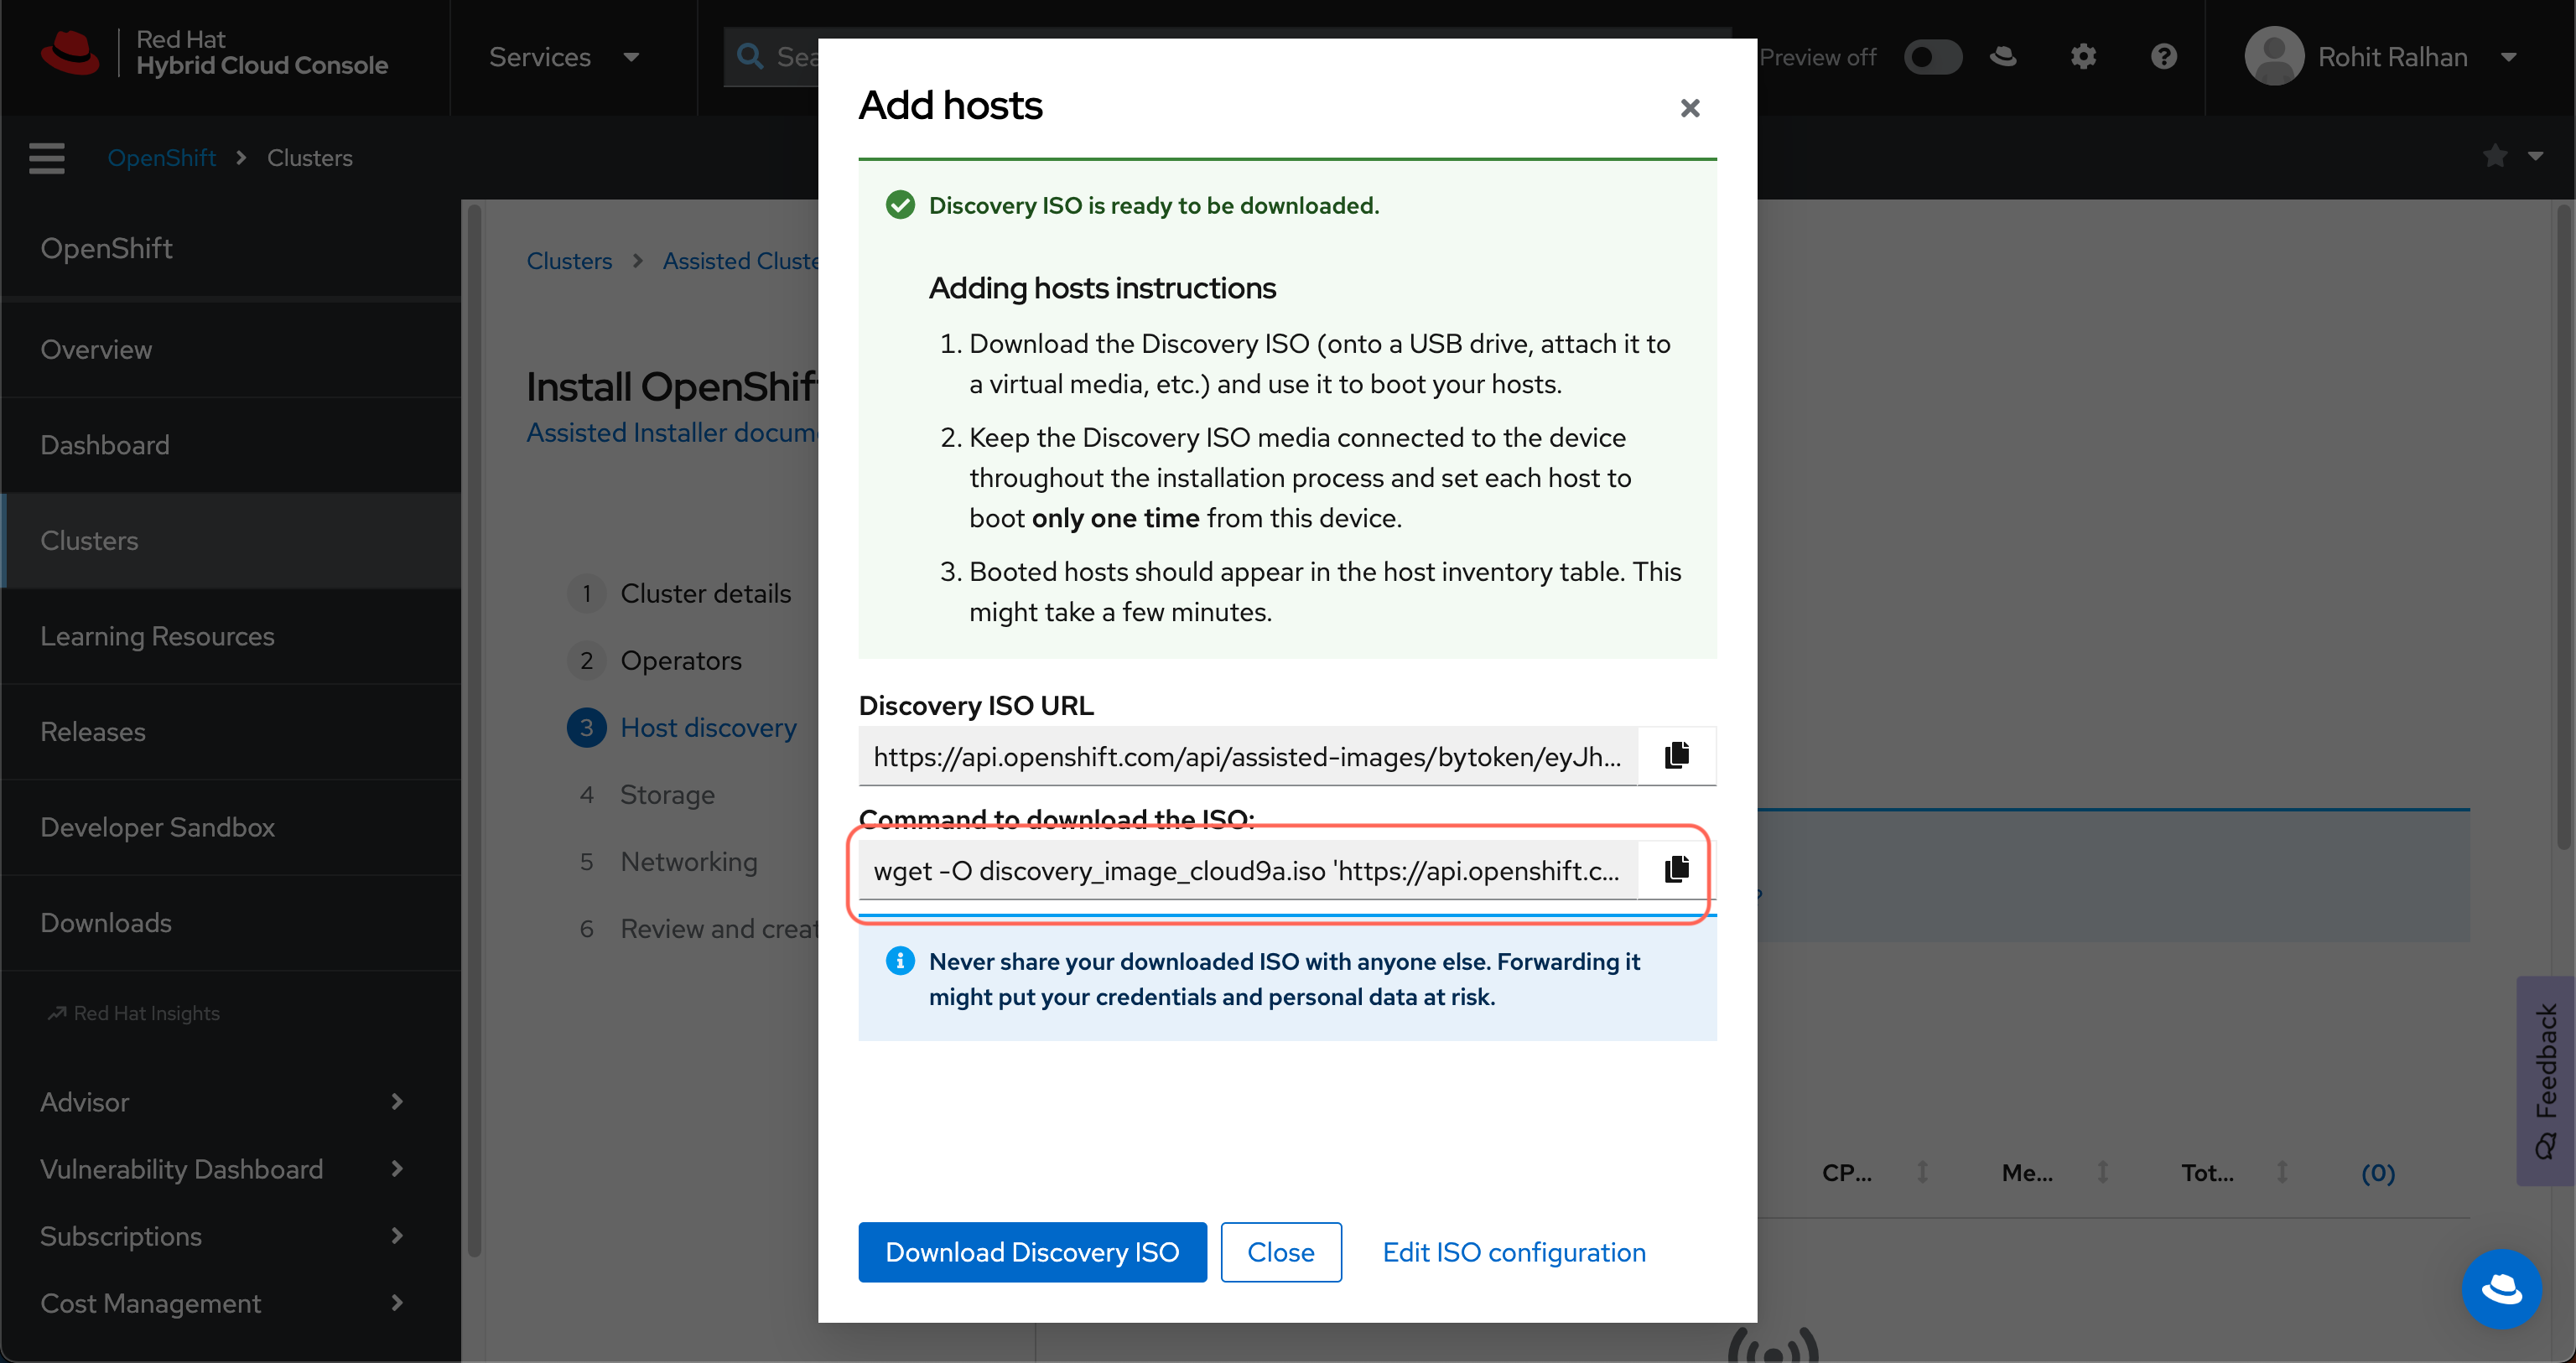 Red Hat
Hybrid Cloud Console
Services
Sea
Preview off
Rohit Ralhan
OpenShift
Clusters
OpenShift
Overview
Dashboard
Clusters
Learning Resources
Releases
Developer Sandbox
Downloads
Red Hat Insights
Advisor
Vulnerability Dashboard
Subscriptions
Cost Management
Clusters
Assisted Cluste
Install OpenShif
Assisted Installer docum
1 Cluster details
2 Operators
3 Host discovery
4 Storage
5 Networking
6 Review and creat
Add hosts
Discovery ISO is ready to be downloaded.
Adding hosts instructions
1. Download the Discovery ISO (onto a USB drive, attach it to
a virtual media, etc.) and use it to boot your hosts.
2. Keep the Discovery ISO media connected to the device
throughout the installation process and set each host to
boot only one time from this device.
3. Booted hosts should appear in the host inventory table. This
might take a few minutes.
Discovery ISO URL
https://api.openshift.com/api/assisted-images/bytoken/eyJh...
Command to download the ISO:
wget -O discovery_image_cloud9a.iso 'https://api.openshift.c...
Never share your downloaded ISO with anyone else. Forwarding it
might put your credentials and personal data at risk.
Download Discovery ISO
Close
Edit ISO configuration
CP...
Me...
Tot...
(0)
Feedback